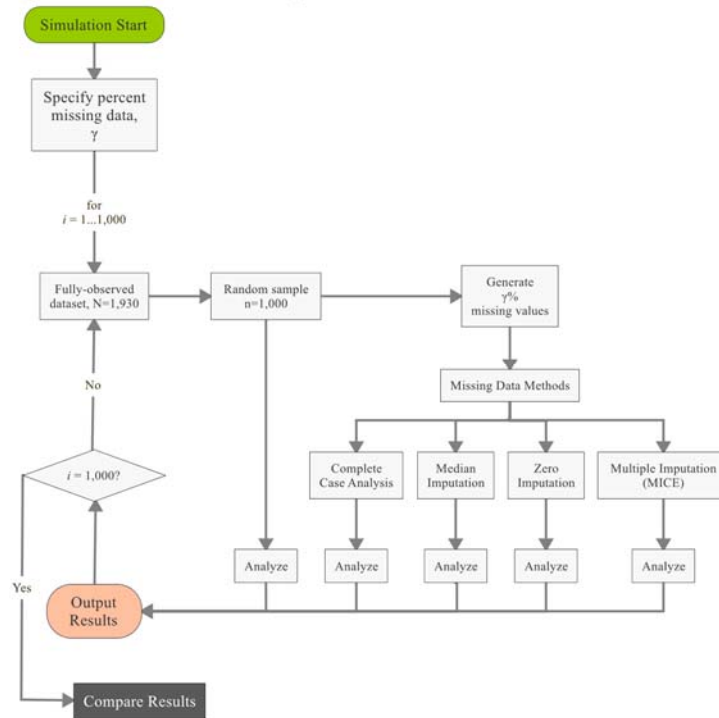 Simulation Start
Specify percent
missing data,
γ
for
i = 1...1,000
Fully-observed
dataset, N=1,930
Random sample
n=1,000
Generate
γ%
missing values
No
Missing Data Methods
i = 1,000?
Complete
Case Analysis
Median
Imputation
Zero
Imputation
Multiple Imputation
(MICE)
Analyze
Analyze
Analyze
Analyze
Analyze
Yes
Output
Results
Compare Results